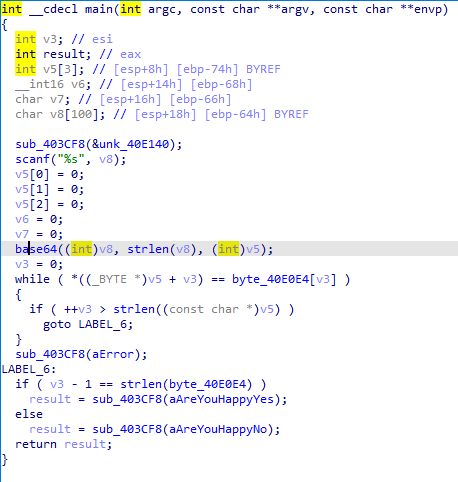 int __cdecl main(int argc, const char **argv, const char **envp)
{
int v3; // esi
int result; // eax
int v5[3]; // [esp+8h] [ebp-74h] BYREF
__int16 v6; // [esp+14h] [ebp-68h]
char v7; // [esp+16h] [ebp-66h]
char v8[100]; // [esp+18h] [ebp-64h] BYREF
sub_403CF8(&unk_40E140);
scanf("%s", v8);
v5[0] = 0;
v5[1] = 0;
v5[2] = 0;
v6 = 0;
v7 = 0;
base64((int)v8, strlen(v8), (int)v5);
v3 = 0;
while ( *((_BYTE *)v5 + v3) == byte_40E0E4[v3] )
{
if ( ++v3 > strlen((const char *)v5) )
goto LABEL_6;
}
sub_403CF8(aError);
LABEL_6:
if ( v3 - 1 == strlen(byte_40E0E4) )
result = sub_403CF8(aAreYouHappyYes);
else
result = sub_403CF8(aAreYouHappyNo);
return result;
}